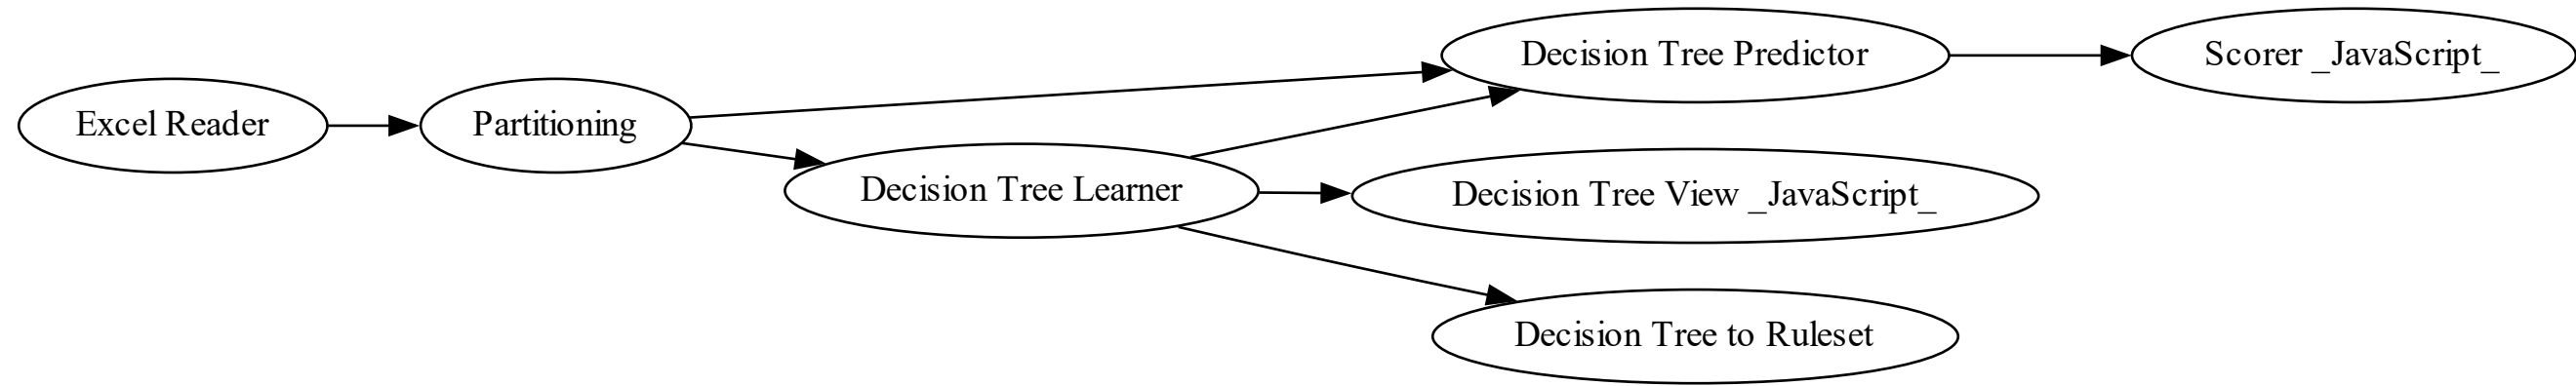 Excel Reader
Partitioning
Decision Tree Learner
Decision Tree Predictor
Decision Tree View _JavaScript_
Decision Tree to Ruleset
Scorer _JavaScript_